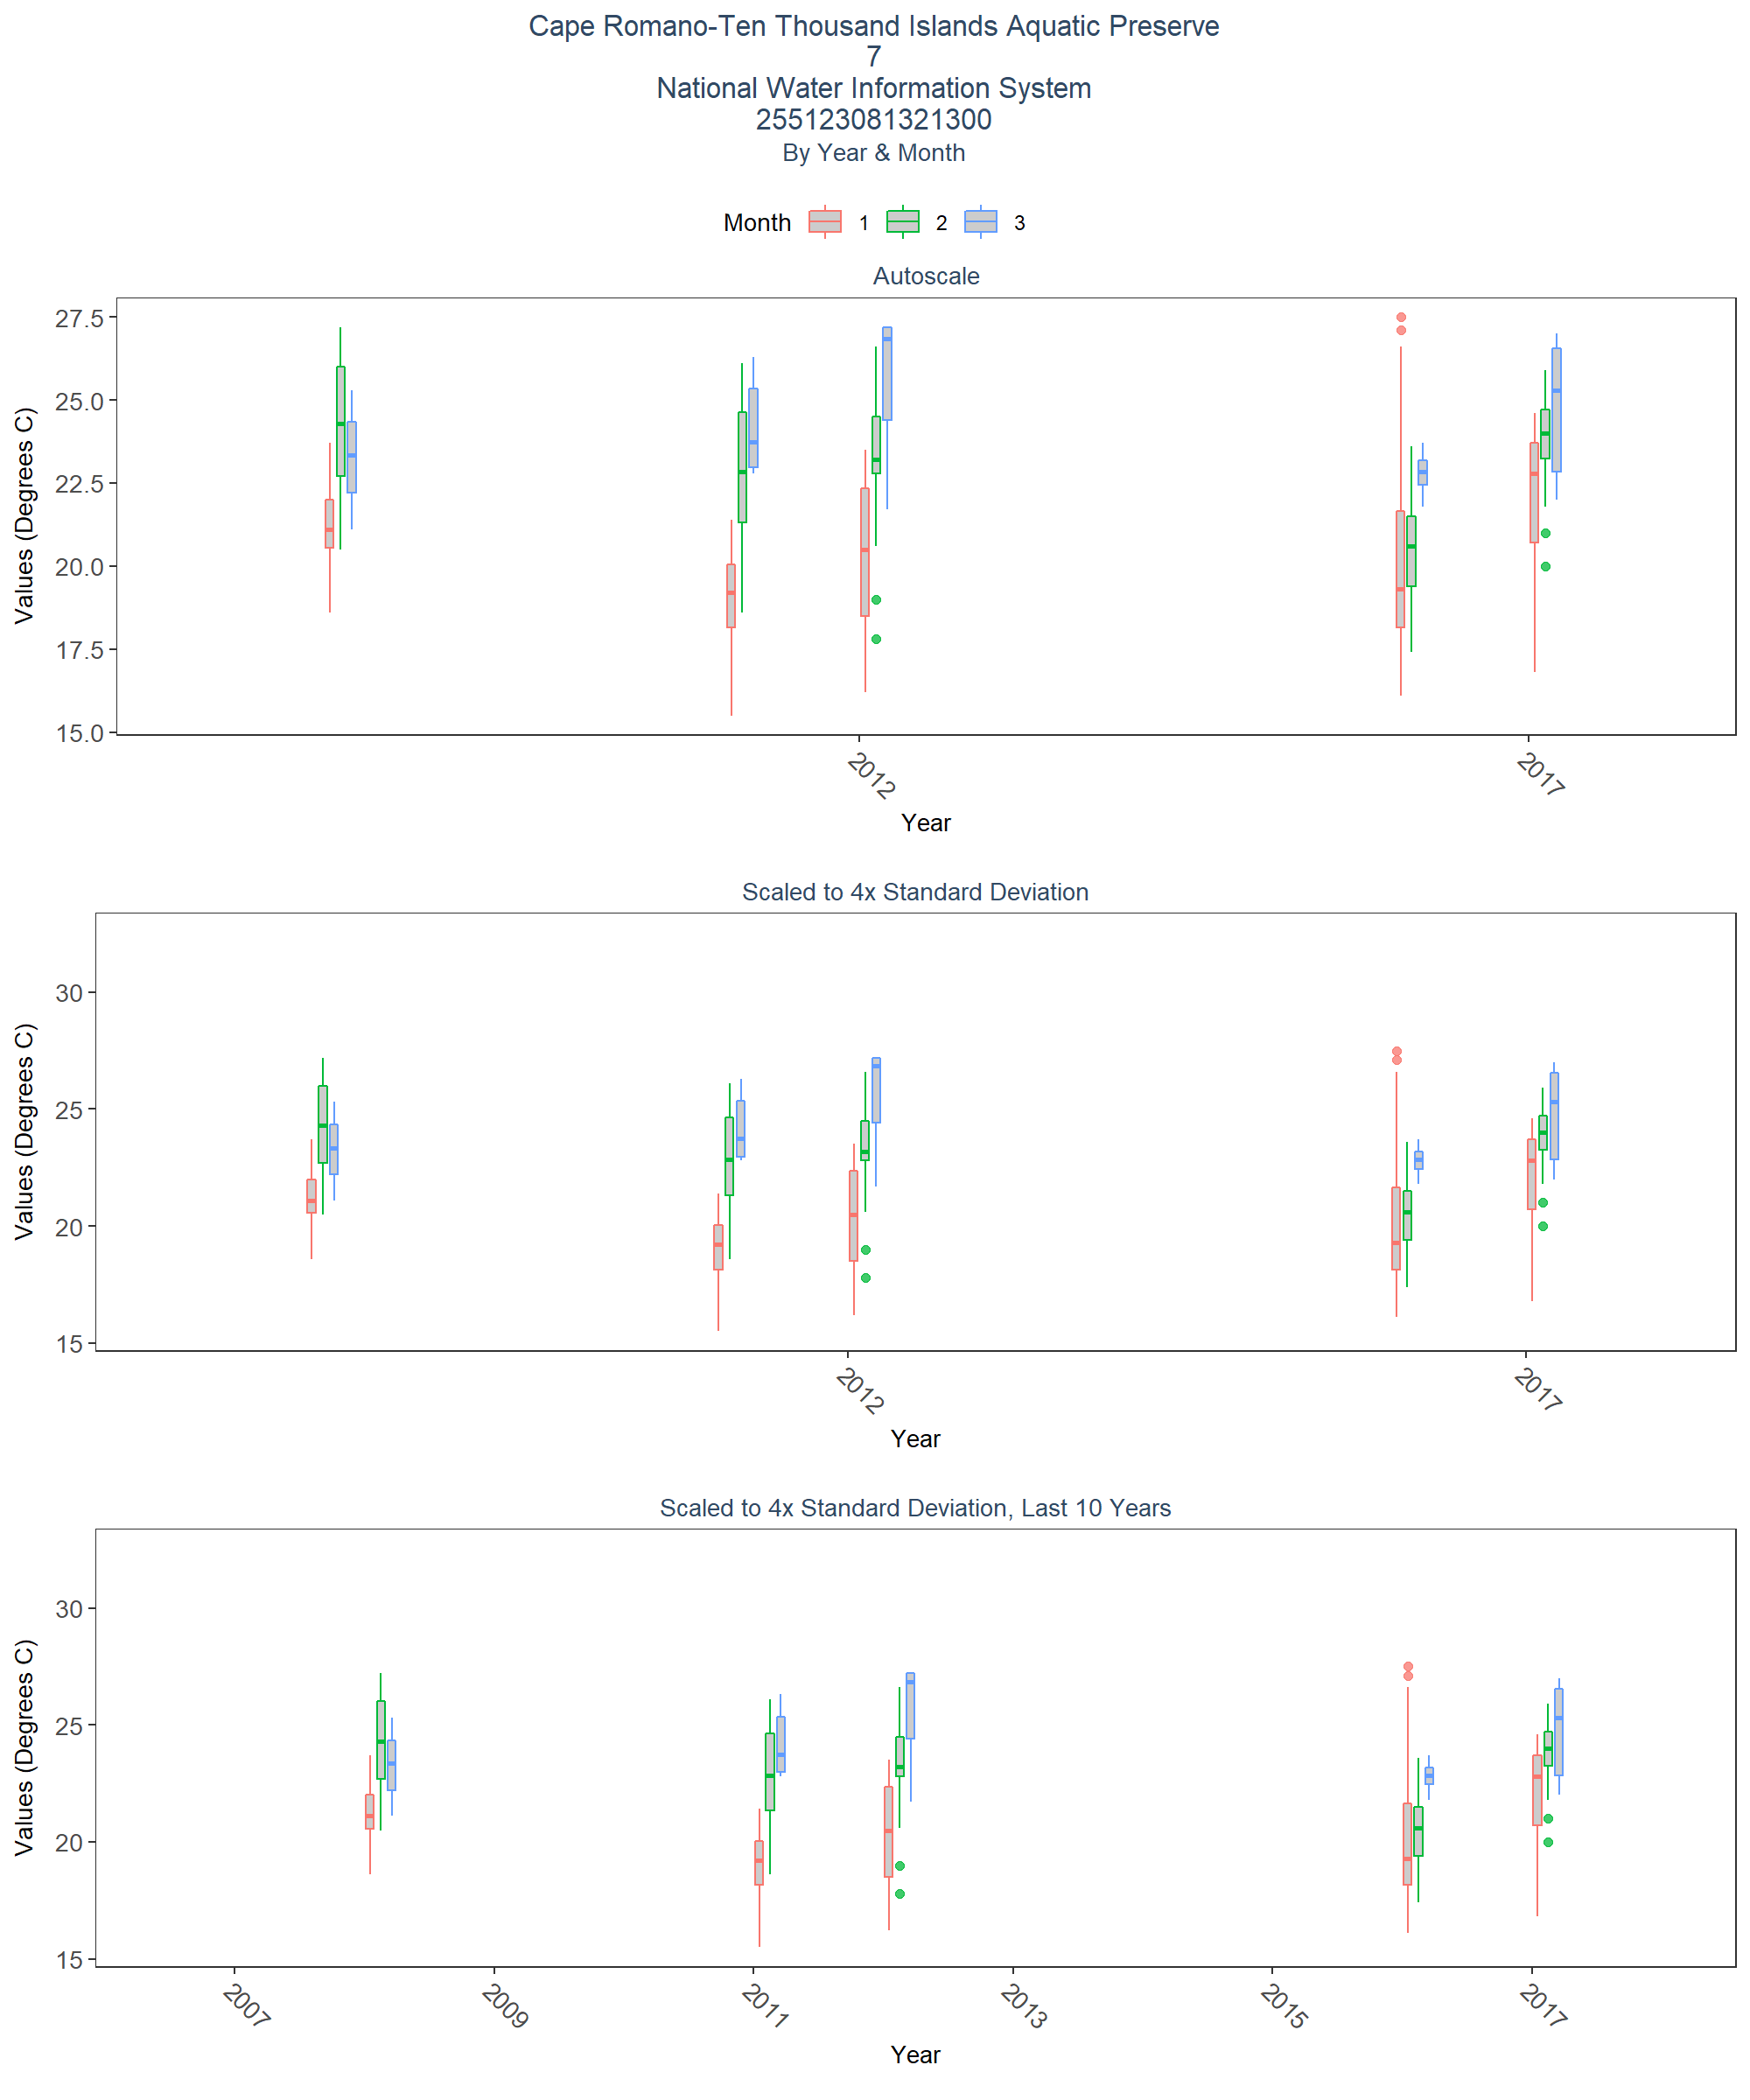 Cape Romano-Ten Thousand Islands Aquatic Preserve
7
National Water Information System
255123081321300
By Year & Month
Month 1 2 3
Autoscale
Values (Degrees C)
27.5
25.0
22.5
20.0
17.5
15.0
2012 2017
Year
Scaled to 4x Standard Deviation
Values (Degrees C)
30
25
20
15
2012 2017
Year
Scaled to 4x Standard Deviation, Last 10 Years
Values (Degrees C)
30
25
20
15
2007 2009 2011 2013 2015 2017
Year